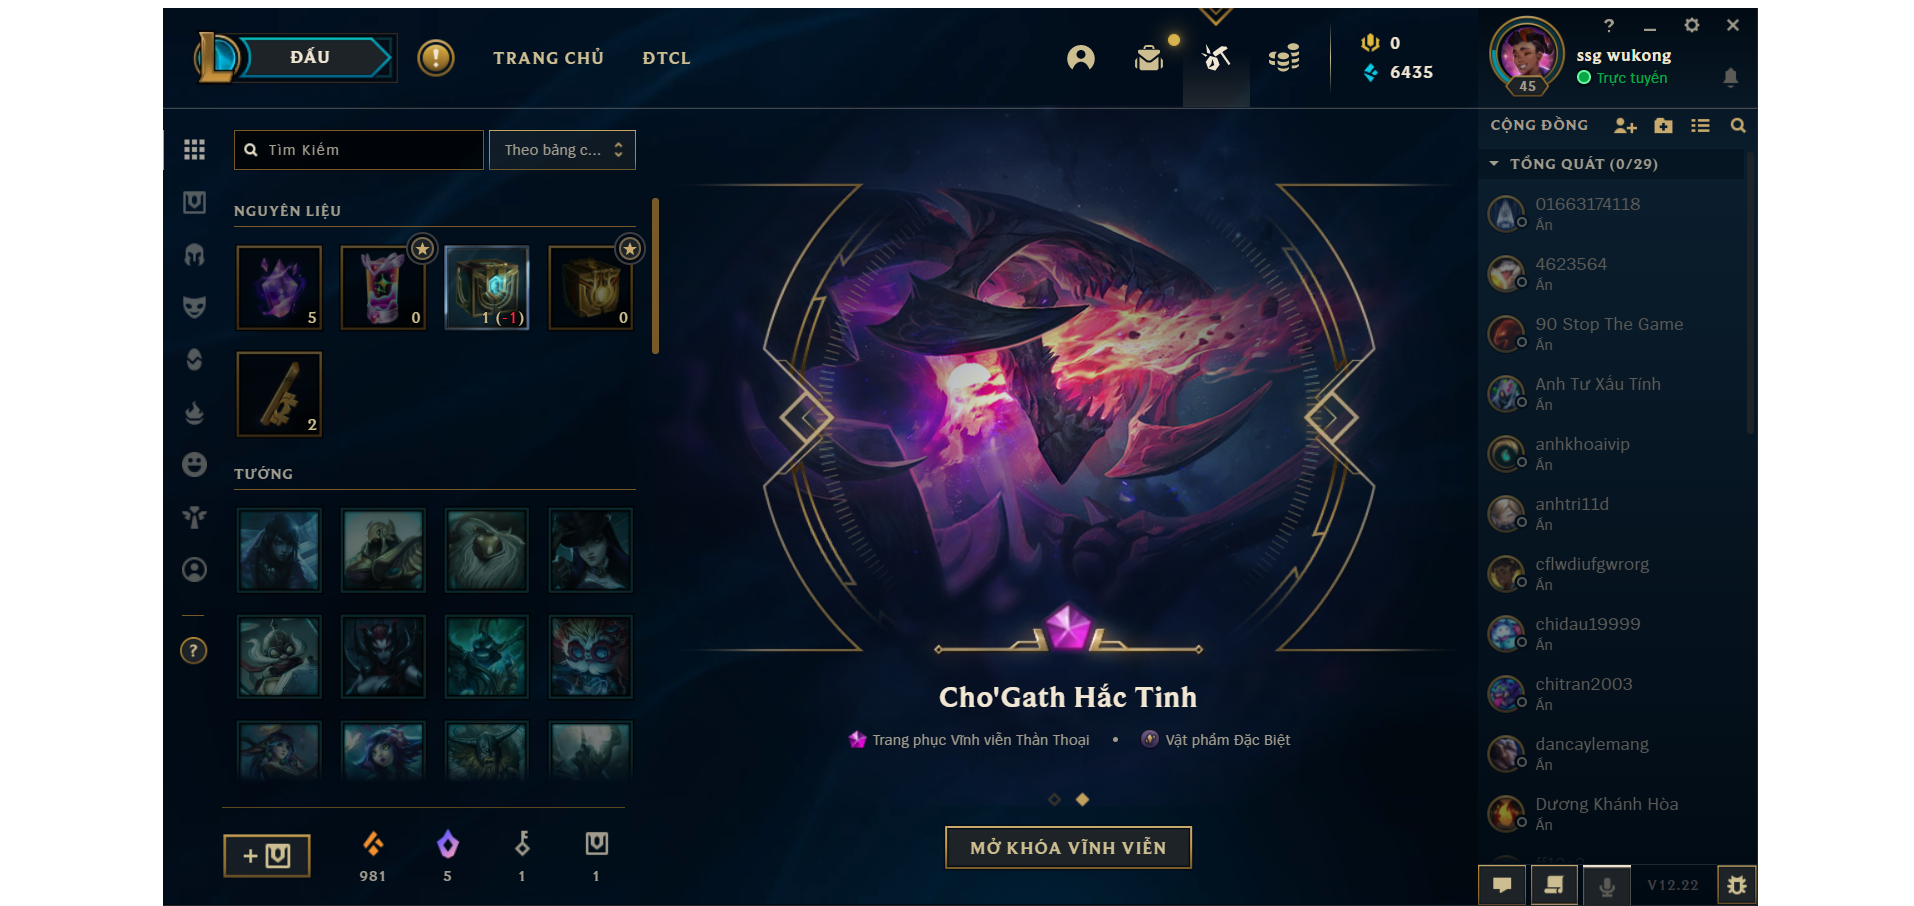 ĐẤU
TRANG CHỦ
ĐTCL
0
6435
ssg wukong
Trực tuyến
45
Tìm Kiếm
Theo bảng c...
NGUYÊN LIỆU
5
0
1 (-1)
0
2
TƯỚNG
981
5
1
1
Cho'Gath Hắc Tinh
Trang phục Vĩnh viễn Thần Thoại • Vật phẩm Đặc Biệt
MỞ KHÓA VĨNH VIỄN
CỘNG ĐỒNG
TỔNG QUÁT (0/29)
01663174118
Ẩn
4623564
Ẩn
90 Stop The Game
Ẩn
Anh Tư Xấu Tính
Ẩn
anhkhoaivip
Ẩn
anhtri11d
Ẩn
cflwdiufgwrorg
Ẩn
chidau19999
Ẩn
chitran2003
Ẩn
dancaylemang
Ẩn
Dương Khánh Hòa
Ẩn
V12.22